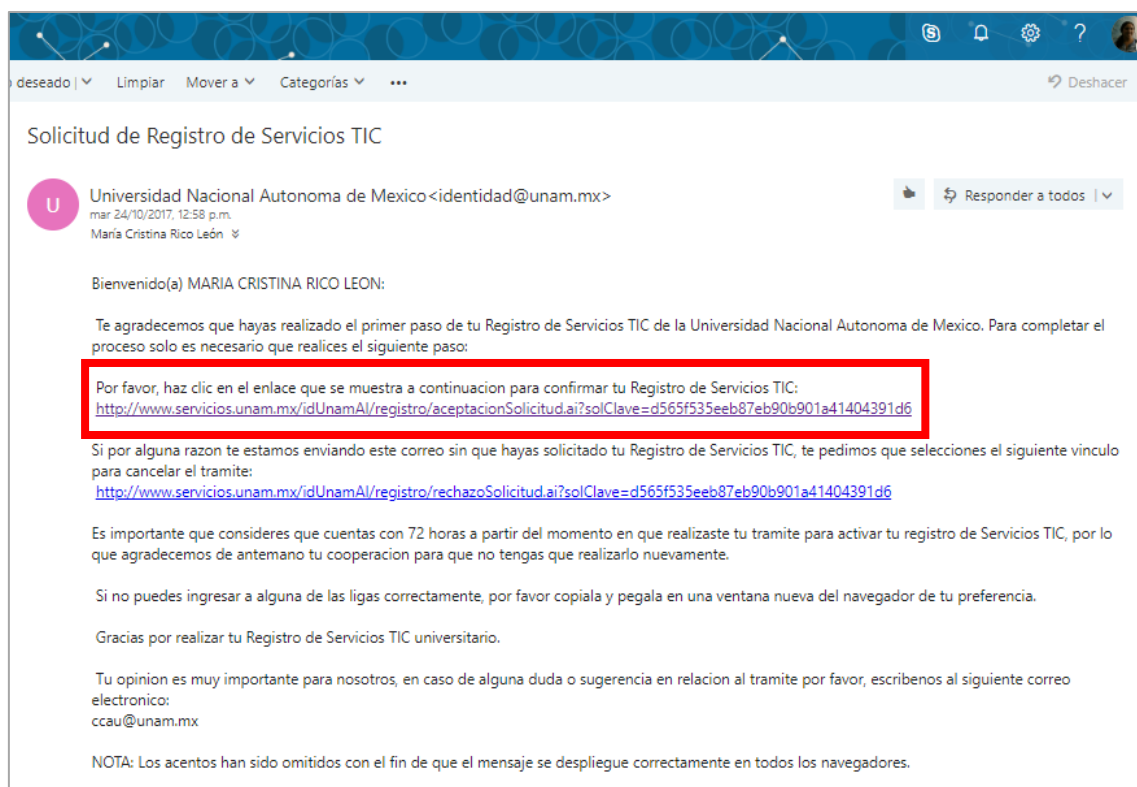 deseado | Limpiar Mover a Categorías ••• Deshacer
Solicitud de Registro de Servicios TIC
U
Universidad Nacional Autonoma de Mexico<identidad@unam.mx>
Responder a todos |
mar 24/10/2017, 12:58 p.m.
María Cristina Rico León
Bienvenido(a) MARIA CRISTINA RICO LEON:
Te agradecemos que hayas realizado el primer paso de tu Registro de Servicios TIC de la Universidad Nacional Autonoma de Mexico. Para completar el
proceso solo es necesario que realices el siguiente paso:
Por favor, haz clic en el enlace que se muestra a continuacion para confirmar tu Registro de Servicios TIC:
http://www.servicios.unam.mx/idUnamAI/registro/aceptacionSolicitud.ai?solClave=d565f535eeb87eb90b901a41404391d6
Si por alguna razon te estamos enviando este correo sin que hayas solicitado tu Registro de Servicios TIC, te pedimos que selecciones el siguiente vinculo
para cancelar el tramite:
http://www.servicios.unam.mx/idUnamAI/registro/rechazoSolicitud.ai?solClave=d565f535eeb87eb90b901a41404391d6
Es importante que consideres que cuentas con 72 horas a partir del momento en que realizaste tu tramite para activar tu registro de Servicios TIC, por lo
que agradecemos de antemano tu cooperacion para que no tengas que realizarlo nuevamente.
Si no puedes ingresar a alguna de las ligas correctamente, por favor copiala y pegala en una ventana nueva del navegador de tu preferencia.
Gracias por realizar tu Registro de Servicios TIC universitario.
Tu opinion es muy importante para nosotros, en caso de alguna duda o sugerencia en relacion al tramite por favor, escribenos al siguiente correo
electronico:
ccau@unam.mx
NOTA: Los acentos han sido omitidos con el fin de que el mensaje se despliegue correctamente en todos los navegadores.